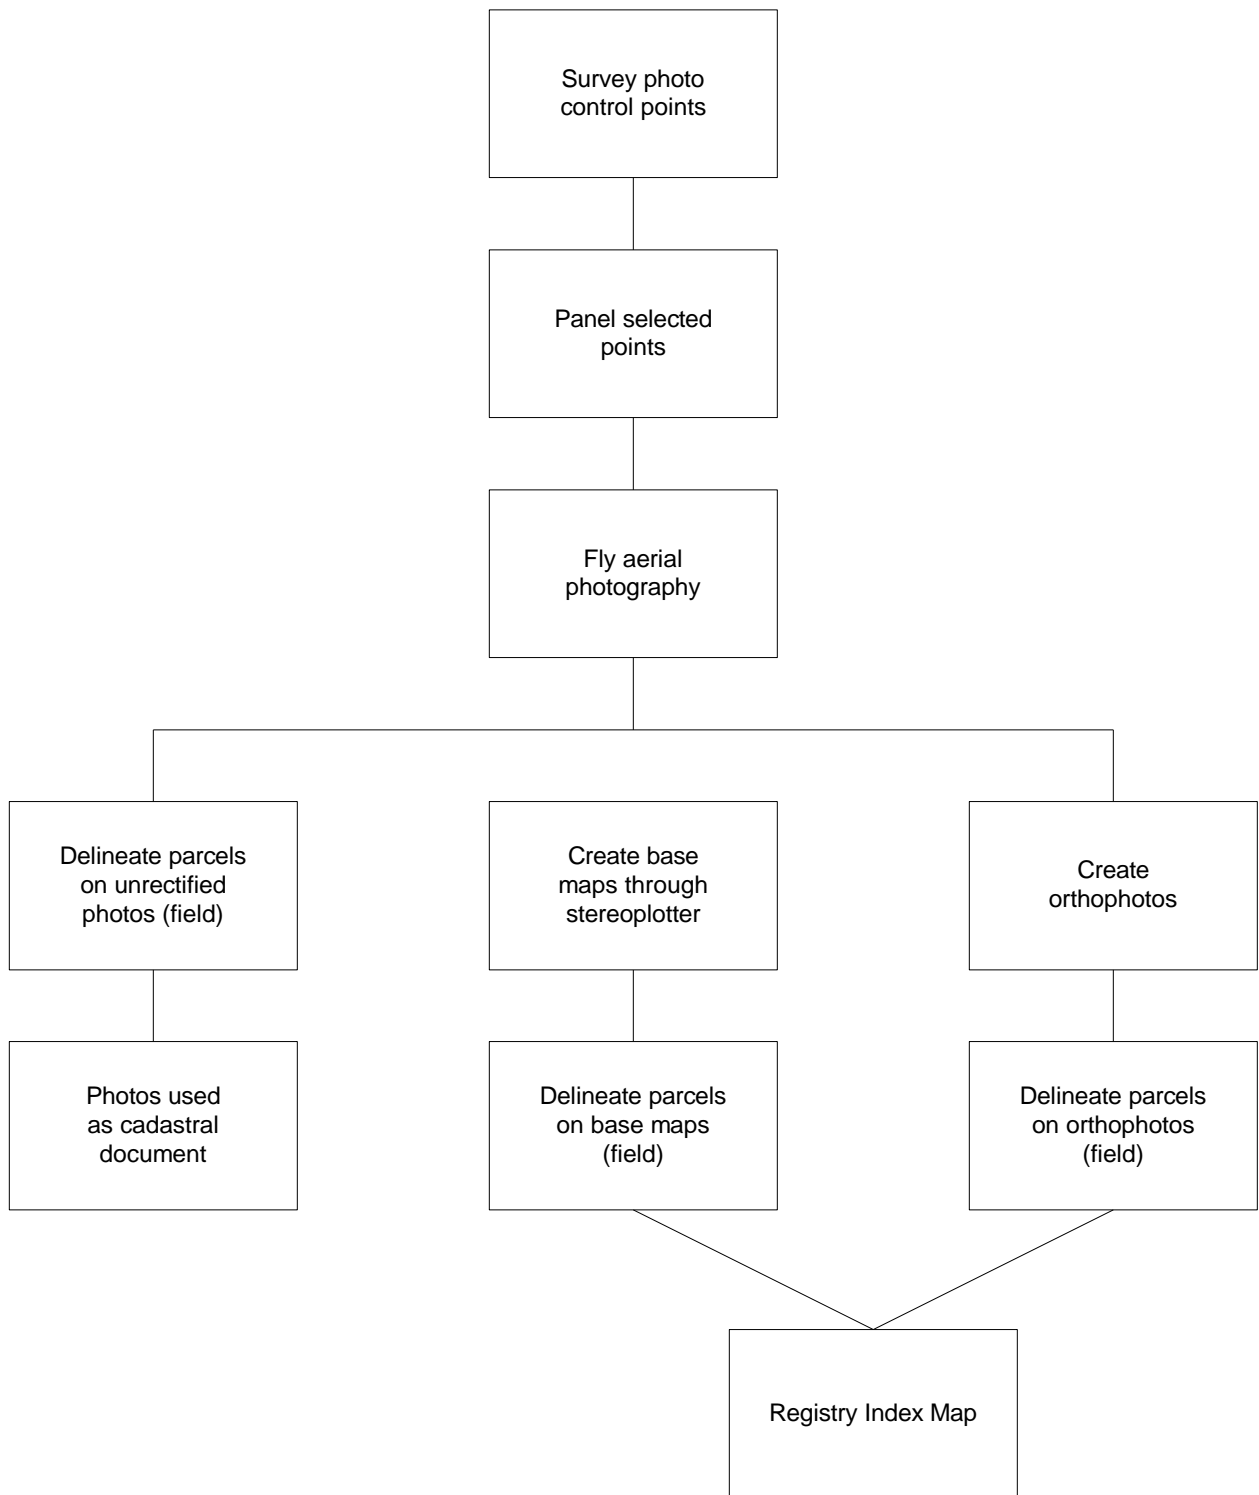 Survey photo
control points
Panel selected
points
Fly aerial
photography
Delineate parcels
on unrectified
photos (field)
Create base
maps through
stereoplotter
Create
orthophotos
Photos used
as cadastral
document
Delineate parcels
on base maps
(field)
Delineate parcels
on orthophotos
(field)
Registry Index Map